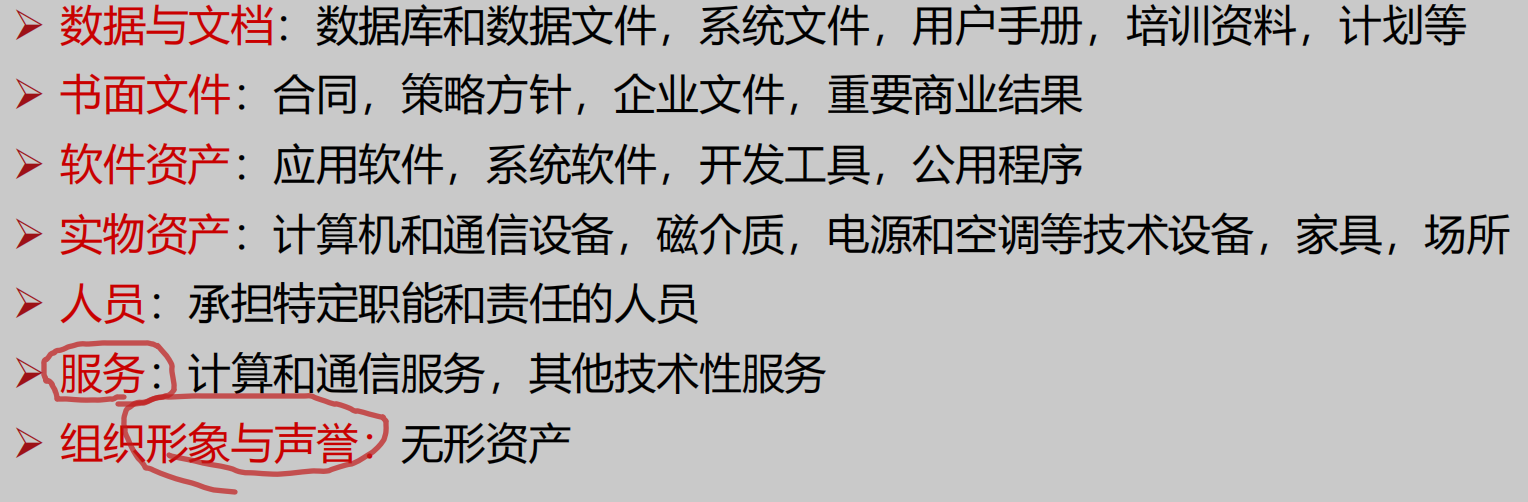 ➢ 数据与文档：数据库和数据文件，系统文件，用户手册，培训资料，计划等
➢ 书面文件：合同，策略方针，企业文件，重要商业结果
➢ 软件资产：应用软件，系统软件，开发工具，公用程序
➢ 实物资产：计算机和通信设备，磁介质，电源和空调等技术设备，家具，场所
➢ 人员：承担特定职能和责任的人员
➢ 服务：计算和通信服务，其他技术性服务
➢ 组织形象与声誉：无形资产